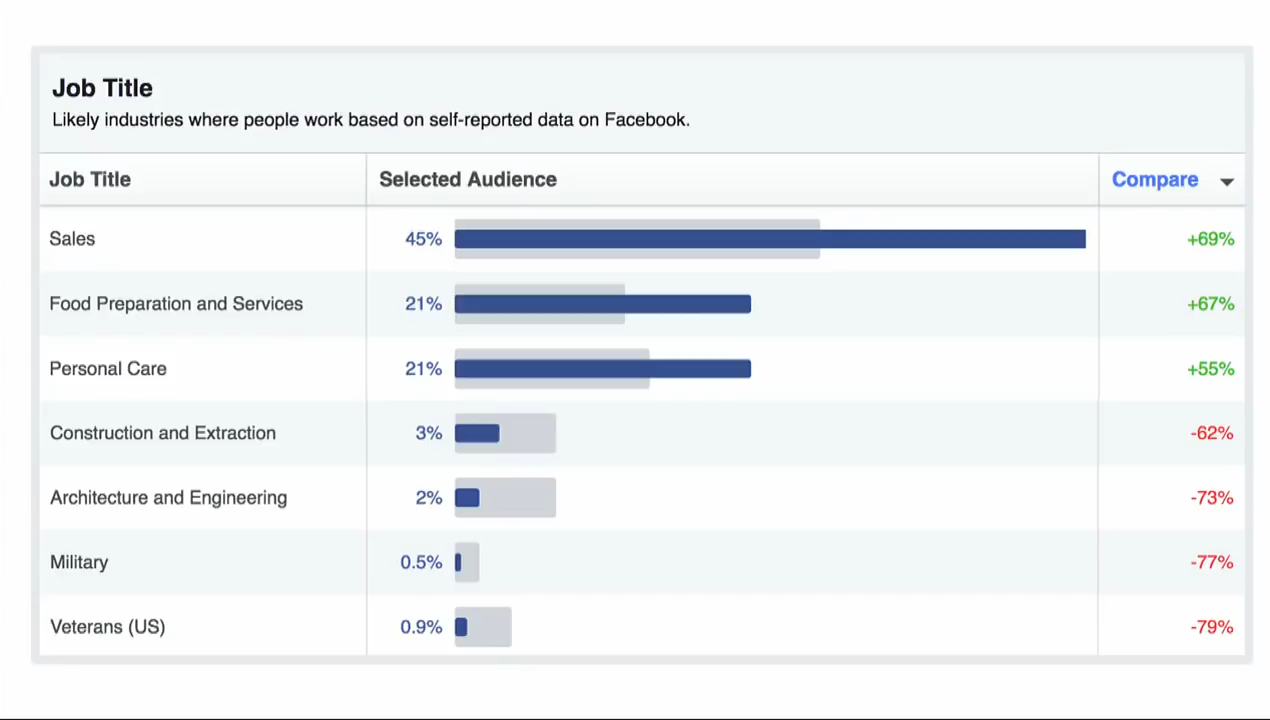 Job Title
Likely industries where people work based on self-reported data on Facebook.
Job Title Selected Audience Compare
Sales 45% +69%
Food Preparation and Services 21% +67%
Personal Care 21% +55%
Construction and Extraction 3% -62%
Architecture and Engineering 2% -73%
Military 0.5% -77%
Veterans (US) 0.9% -79%